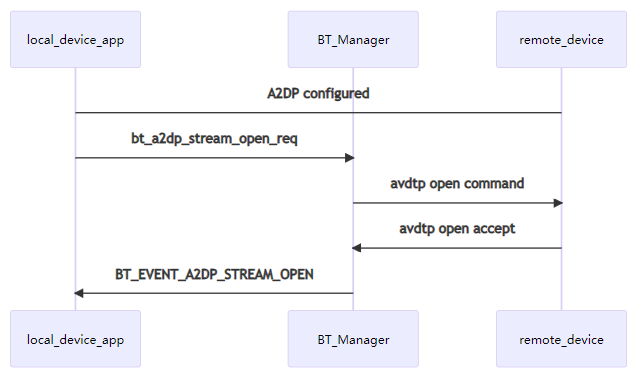 local_device_app
BT_Manager
remote_device
A2DP configured
bt_a2dp_stream_open_req
avdtp open command
avdtp open accept
BT_EVENT_A2DP_STREAM_OPEN
local_device_app
BT_Manager
remote_device